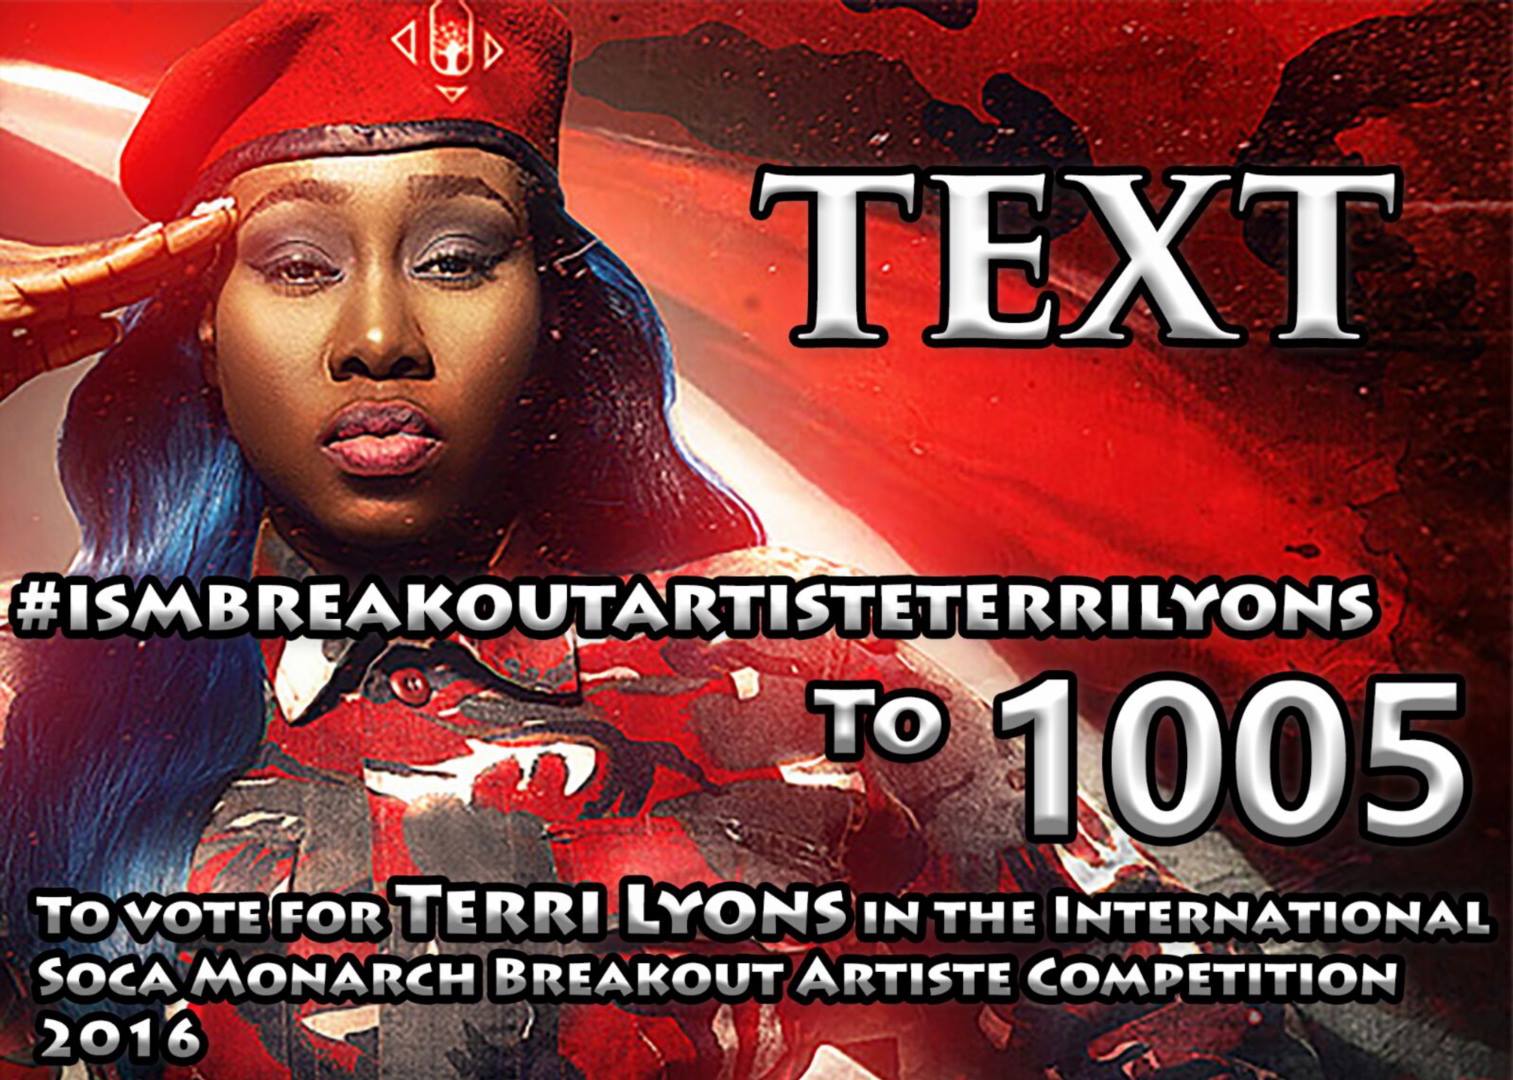 TEXT
#ISMBREAKOUTARTISTETERRILYONS
To 1005
To vote for Terri Lyons in the International
Soca Monarch Breakout Artiste Competition
2016